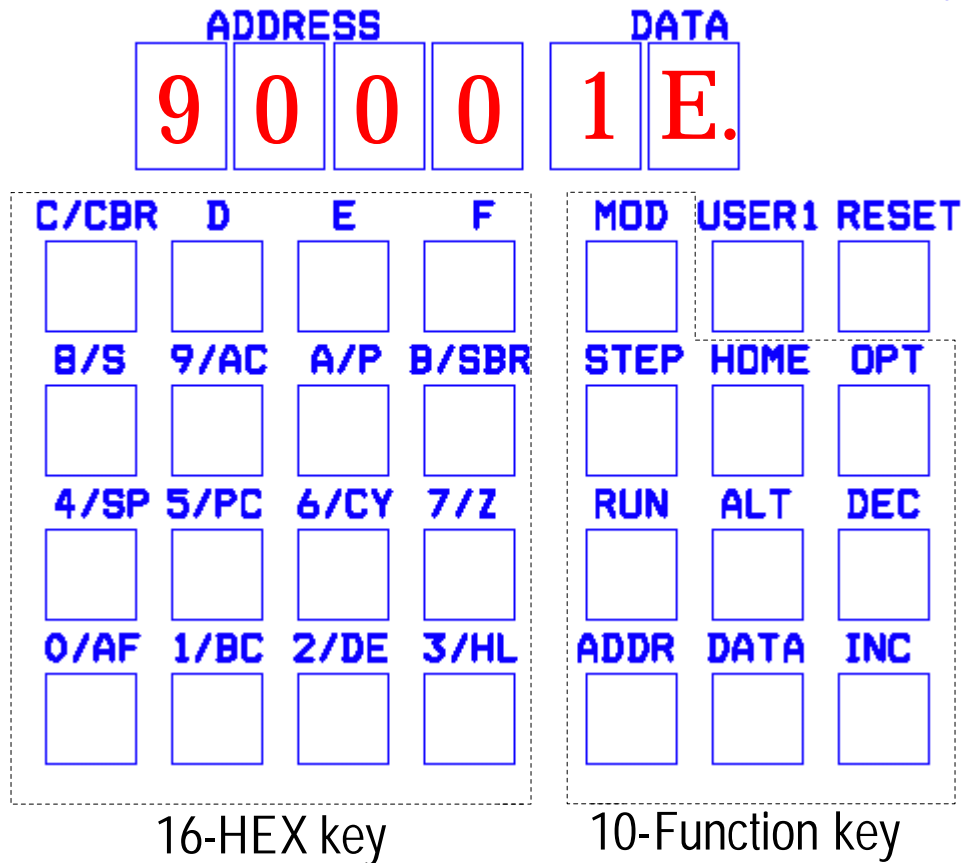 ADDRESS DATA
9 0 0 0 1 E.
C/CBR D E F MOD USER1 RESET
8/S 9/AC A/P B/SBR STEP HOME OPT
4/SP 5/PC 6/CY 7/Z RUN ALT DEC
0/AF 1/BC 2/DE 3/HL ADDR DATA INC
16-HEX key 10-Function key